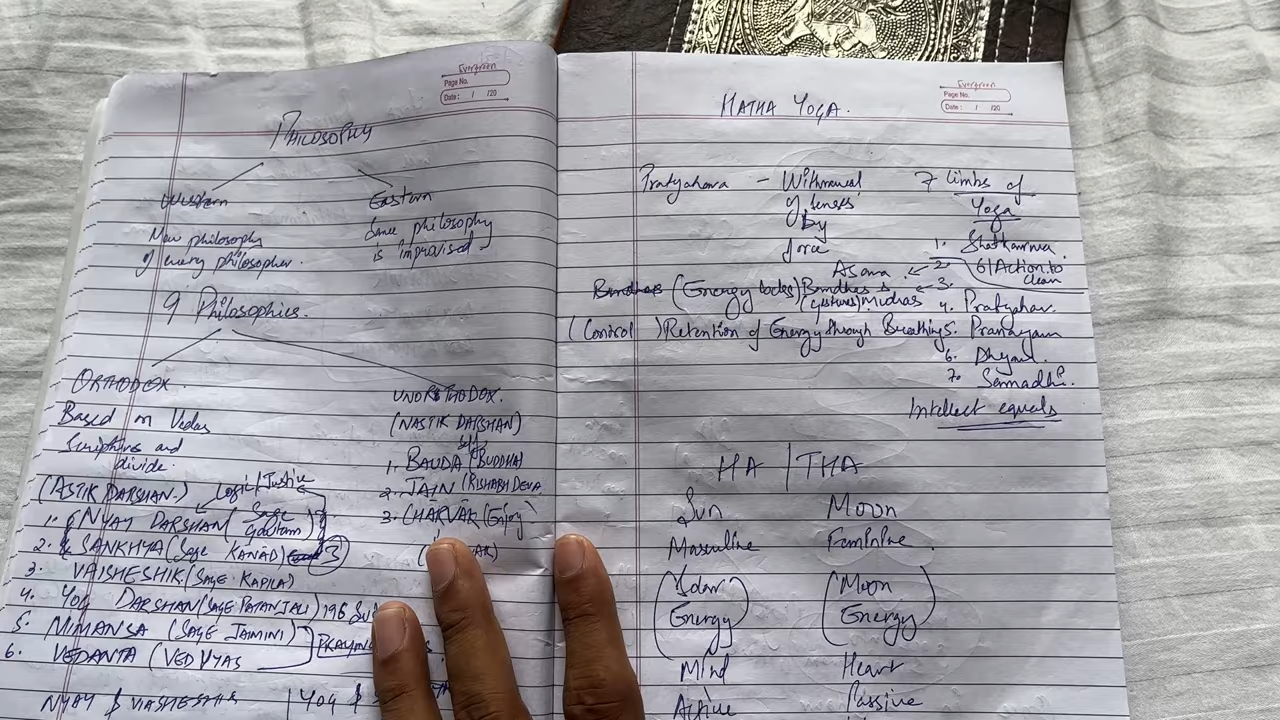 Evergreen
Page No.
Date : / /20
PHILOSOPHY
Western
Eastern
New philosophy
of every philosopher.
Same philosophy
is improvised
9 Philosophies.
ORTHODOX.
UNORTHODOX.
Based on Vedas
(NASTIK DARSHAN)
Scriptures and
divide.
1. BAUDA (BUDDHA)
(ASTIK DARSHAN.)
Logic/Justice
2. JAIN (RISHABH DEVA
1. NYAY DARSHAN (Sage Gautam)
3. CHARVAK (Enjoy
2. SANKHYA (Sage KANAD) 3
3. VAISHESHIK (SAGE KAPILA)
4. YOG DARSHAN (SAGE PATANJALI) 196
5. MIMANSA (SAGE JAIMINI)
6. VEDANTA (VED VYAS
NYAY & VAISHESHIK | YOG &
Evergreen
Page No.
Date : / /20
HATHA YOGA.
Pratyahara - Withdrawal
of senses
By
force
7 limbs of
Yoga
1. Shatkarma
6 | Action to
clean
Asana 2.
(Energy locks) Bandhas 3.
(gestures) Mudras
4. Pratyahar.
(Control ) Retention of Energy through Breathing 5. Pranayam
6. Dhyan.
7. Samadhi.
Intellect equals
HA | THA
Sun Moon
Masculine Feminine
(Solar Energy) (Moon Energy)
Mind Heart
Active Passive